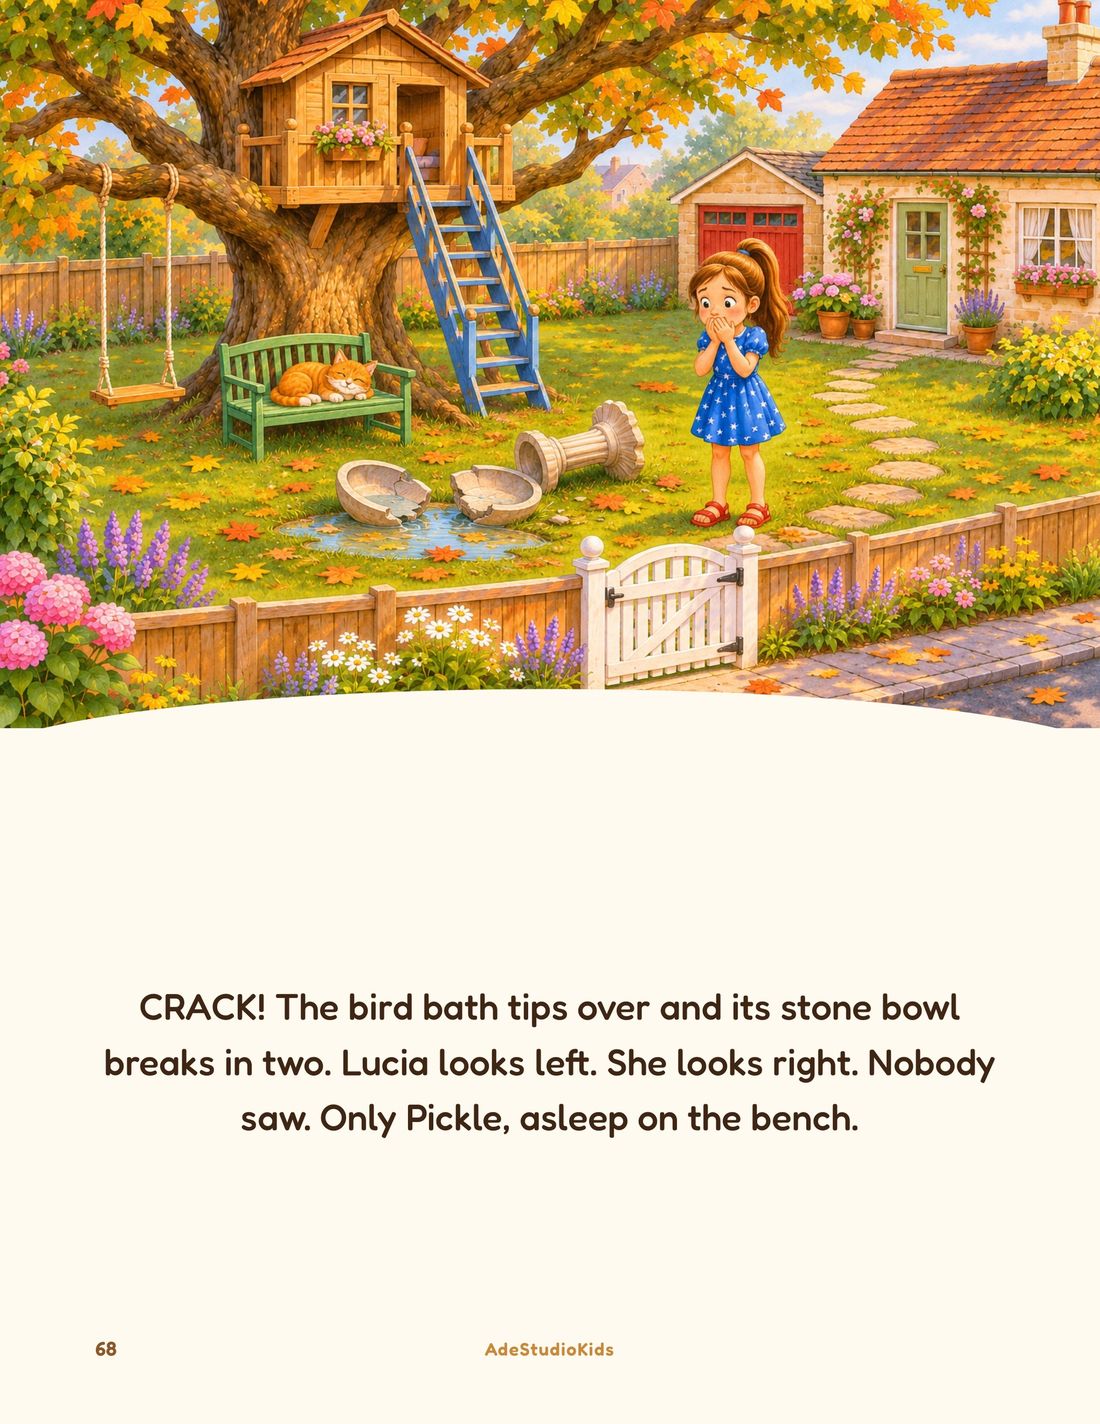 CRACK! The bird bath tips over and its stone bowl
breaks in two. Lucia looks left. She looks right. Nobody
saw. Only Pickle, asleep on the bench.
68
AdeStudioKids